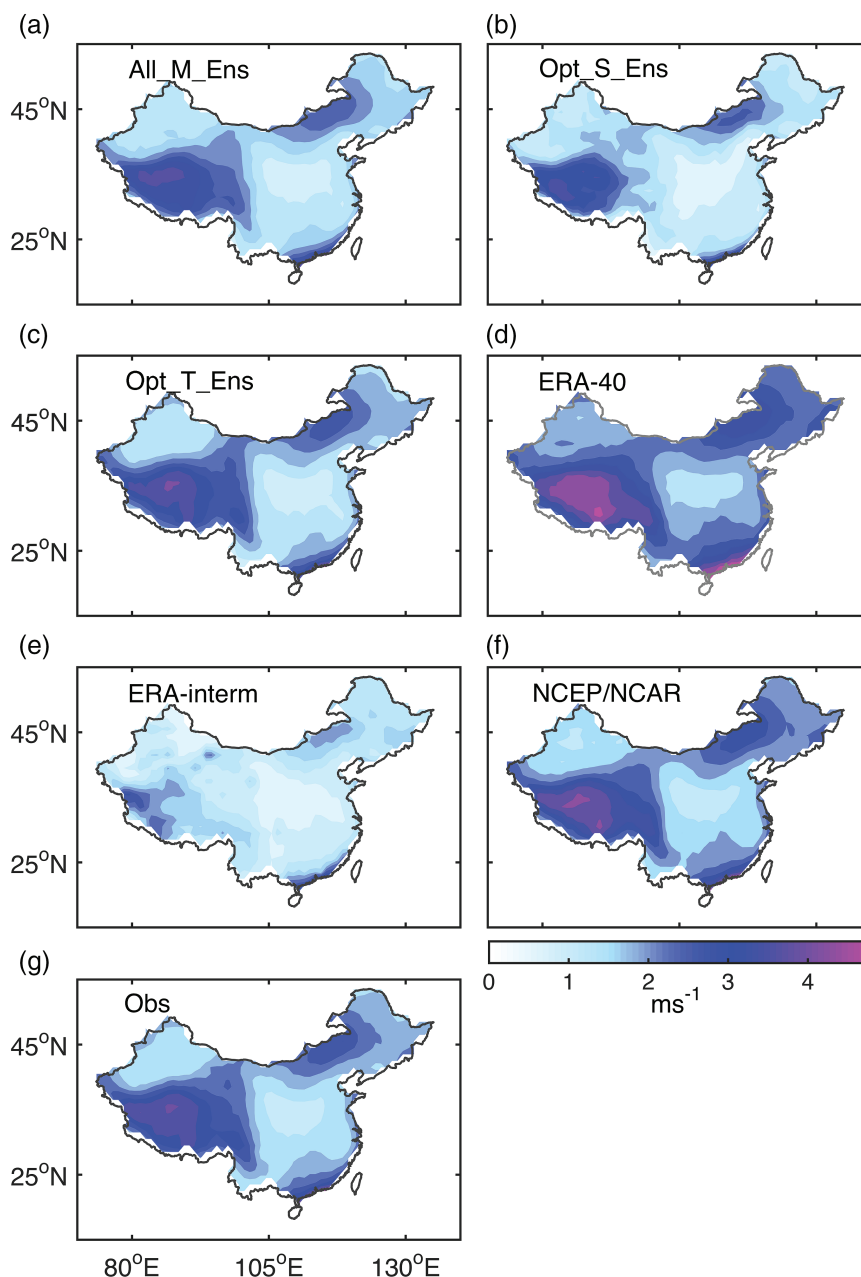 (a)
All_M_Ens
45°N
25°N
(b)
Opt_S_Ens
(c)
Opt_T_Ens
45°N
25°N
(d)
ERA-40
(e)
ERA-interm
45°N
25°N
(f)
NCEP/NCAR
0 1 2 3 4
ms⁻¹
(g)
Obs
45°N
25°N
80°E 105°E 130°E